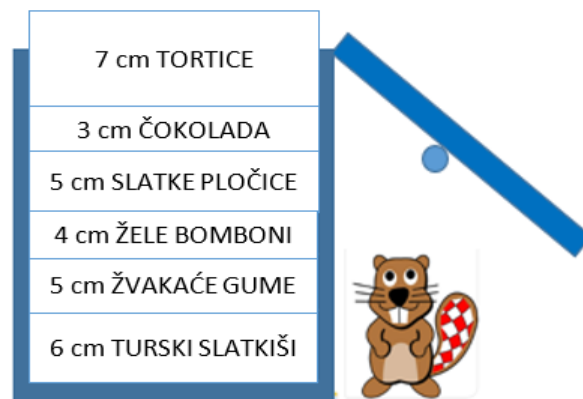 7 cm TORTICE
3 cm ČOKOLADA
5 cm SLATKE PLOČICE
4 cm ŽELE BOMBONI
5 cm ŽVAKAĆE GUME
6 cm TURSKI SLATKIŠI